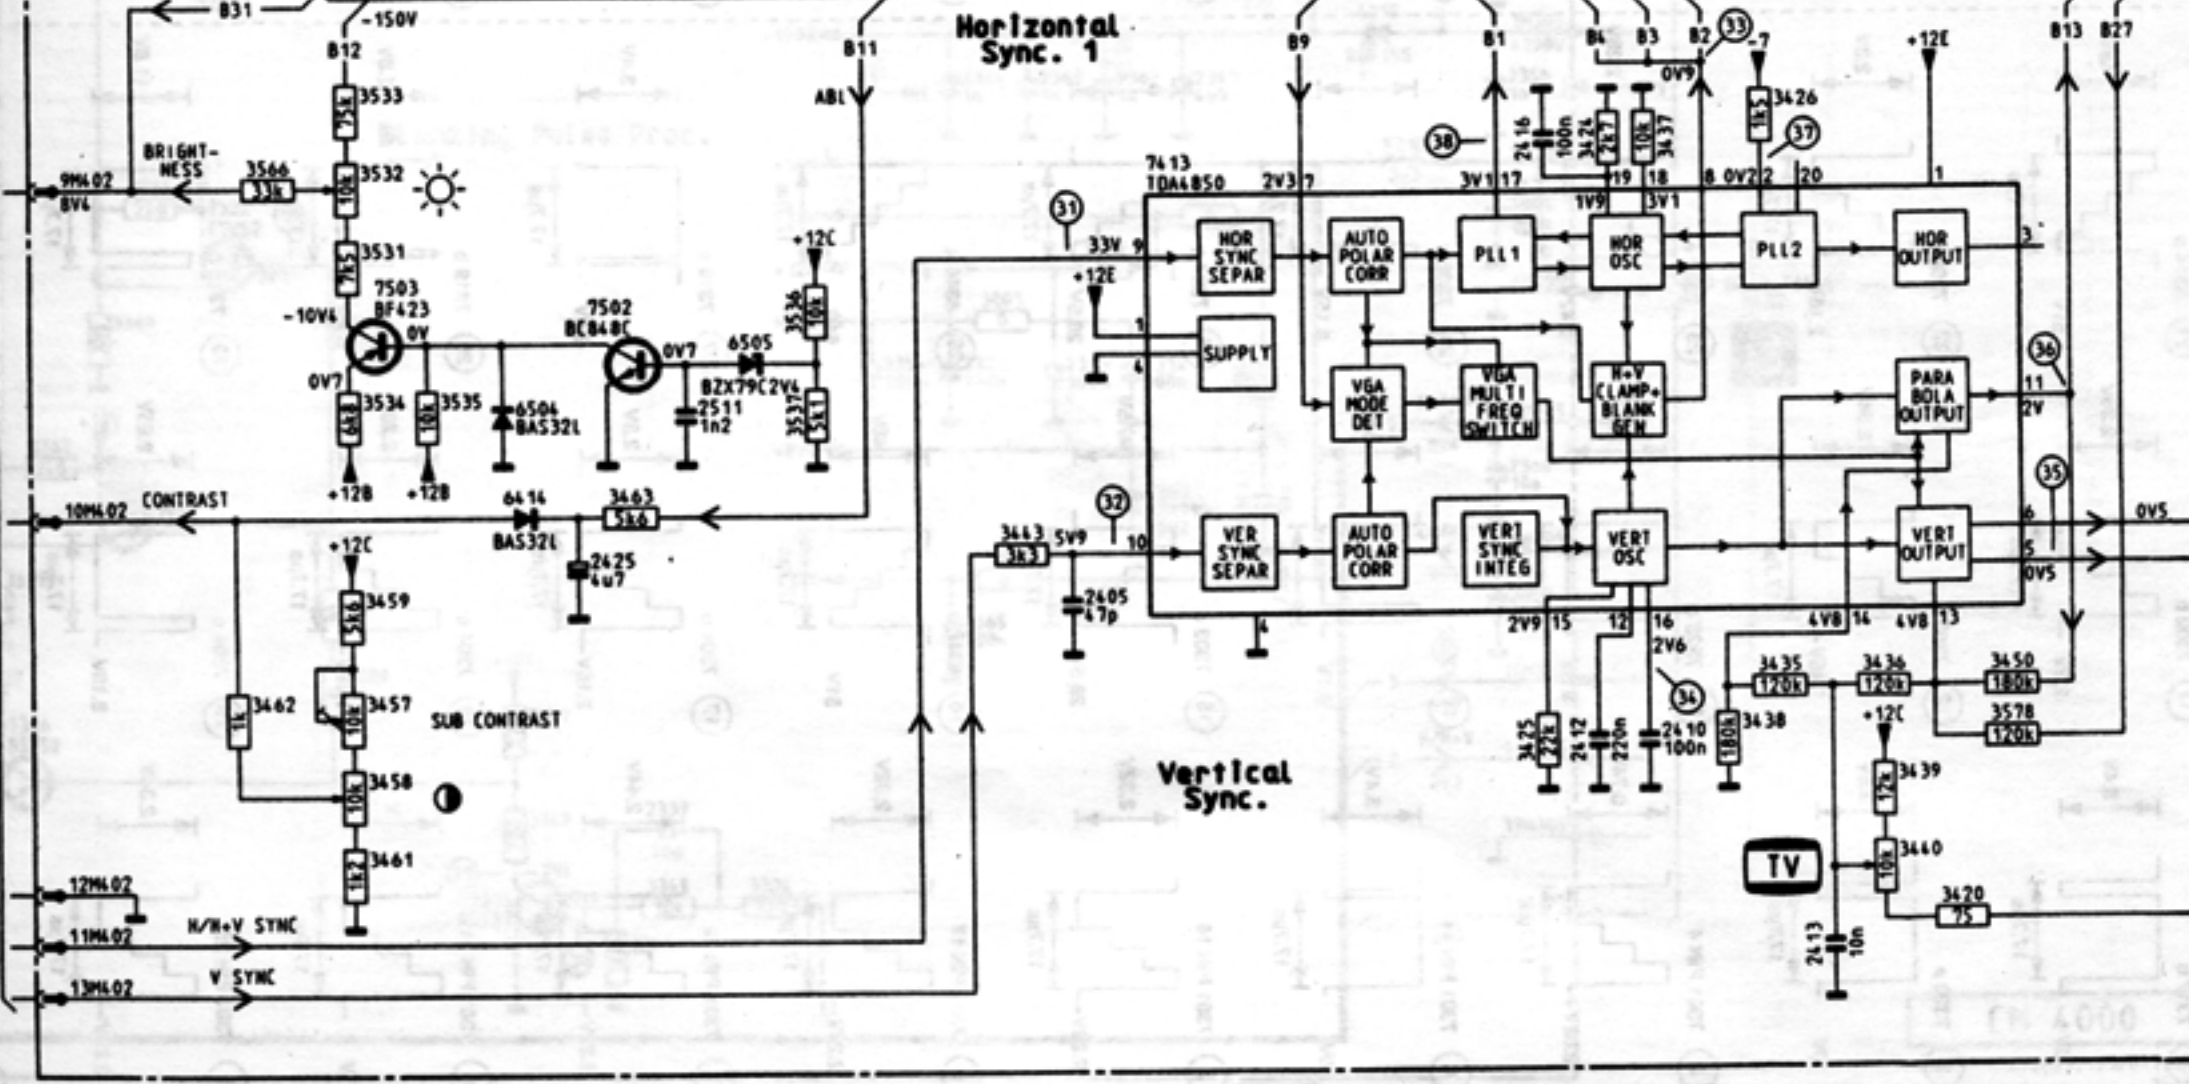 B31
-150V
B12
B11
Horizontal
Sync. 1
B9
B1
B4
B3
B2
33
-7
+12E
B13
B27
0V9
ABL
3533
75k
BRIGHT-
NESS
9M402
8V4
3566
33k
3532
10k
3531
7k5
7503
BF423
-10V4
0V
0V7
3534
6k8
3535
10k
+12B
+12B
6504
BAS32L
7502
BC848C
0V7
6505
BZX79C2V4
2511
1n2
+12C
3536
10k
3537
5k1
CONTRAST
10M402
6414
BAS32L
3463
5k6
2425
4u7
+12C
3459
5k6
3462
1k
3457
10k
SUB CONTRAST
3458
10k
3461
1k2
12M402
11M402
H/H+V SYNC
13M402
V SYNC
38
2416
100n
3424
2k7
10k
3437
3426
1k5
37
7413
TDA4850
2V3
7
3V1
17
19
18
8
0V2
2
20
1
1V9
3V1
31
33V
9
+12E
1
4
HOR
SYNC
SEPAR
AUTO
POLAR
CORR
PLL1
HOR
OSC
PLL2
HOR
OUTPUT
3
SUPPLY
VGA
MODE
DET
VGA
MULTI
FREQ
SWITCH
H+V
CLAMP+
BLANK
GEN
PARA
BOLA
OUTPUT
36
11
2V
35
32
3443
3k3
5V9
10
VER
SYNC
SEPAR
AUTO
POLAR
CORR
VERT
SYNC
INTEG
VERT
OSC
VERT
OUTPUT
6
0V5
5
0V5
2405
47p
4
2V9
15
12
16
2V6
4V8
14
4V8
13
34
3425
22k
2412
220n
2410
100n
3435
120k
3436
120k
3450
180k
3438
180k
+12C
3578
120k
Vertical
Sync.
3439
12k
TV
3440
10k
3420
75
2413
10n